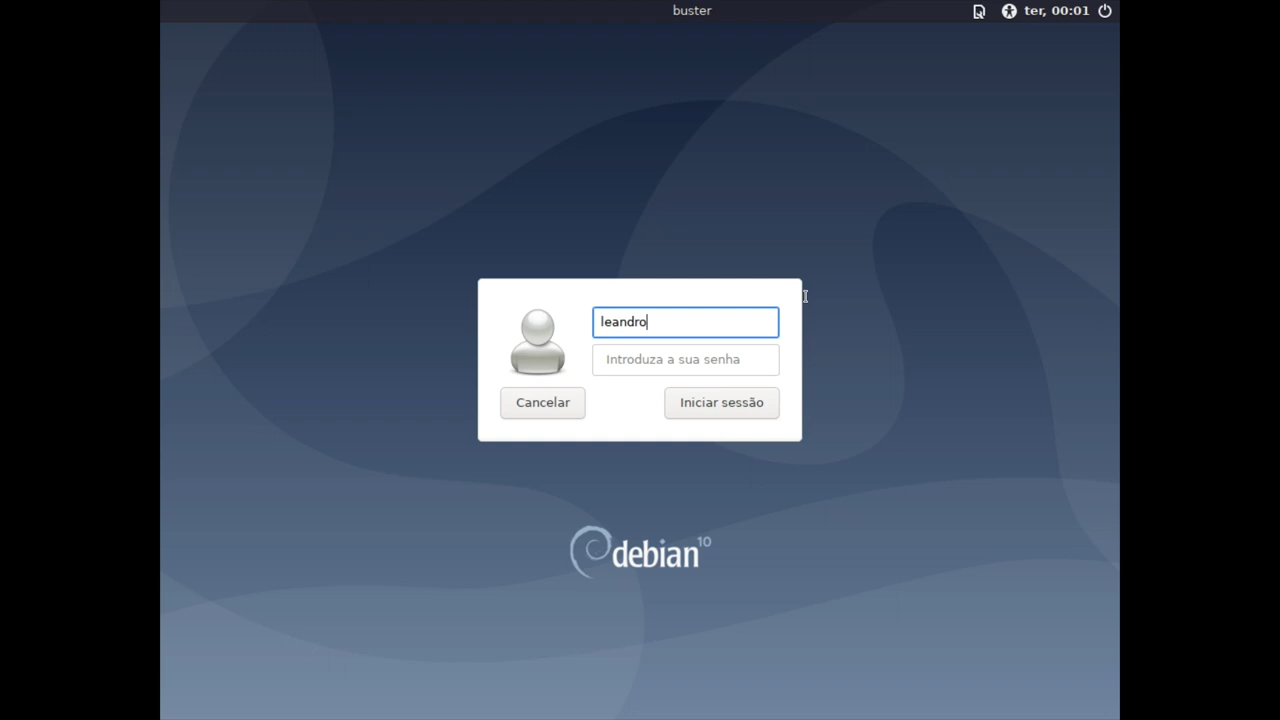 buster
ter, 00:01
leandro
Introduza a sua senha
Cancelar
Iniciar sessão
debian 10